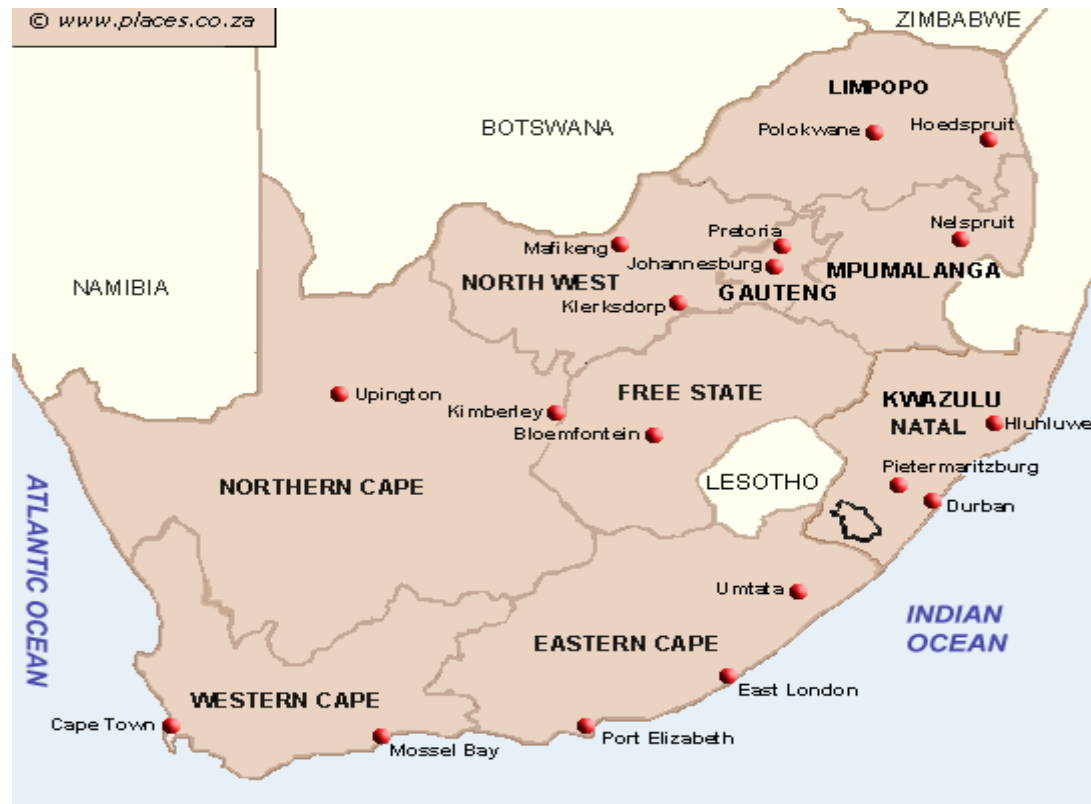 © www.places.co.za
ZIMBABWE
LIMPOPO
BOTSWANA
Polokwane
Hoedspruit
Pretoria
Nelspruit
Mafikeng
Johannesburg
MPUMALANGA
NORTH WEST
GAUTENG
NAMIBIA
Klerksdorp
Upington
Kimberley
FREE STATE
KWAZULU
NATAL
Hluhluwe
Bloemfontein
Pietermaritzburg
NORTHERN CAPE
LESOTHO
Durban
ATLANTIC OCEAN
Umtata
INDIAN
OCEAN
EASTERN CAPE
East London
WESTERN CAPE
Cape Town
Mossel Bay
Port Elizabeth